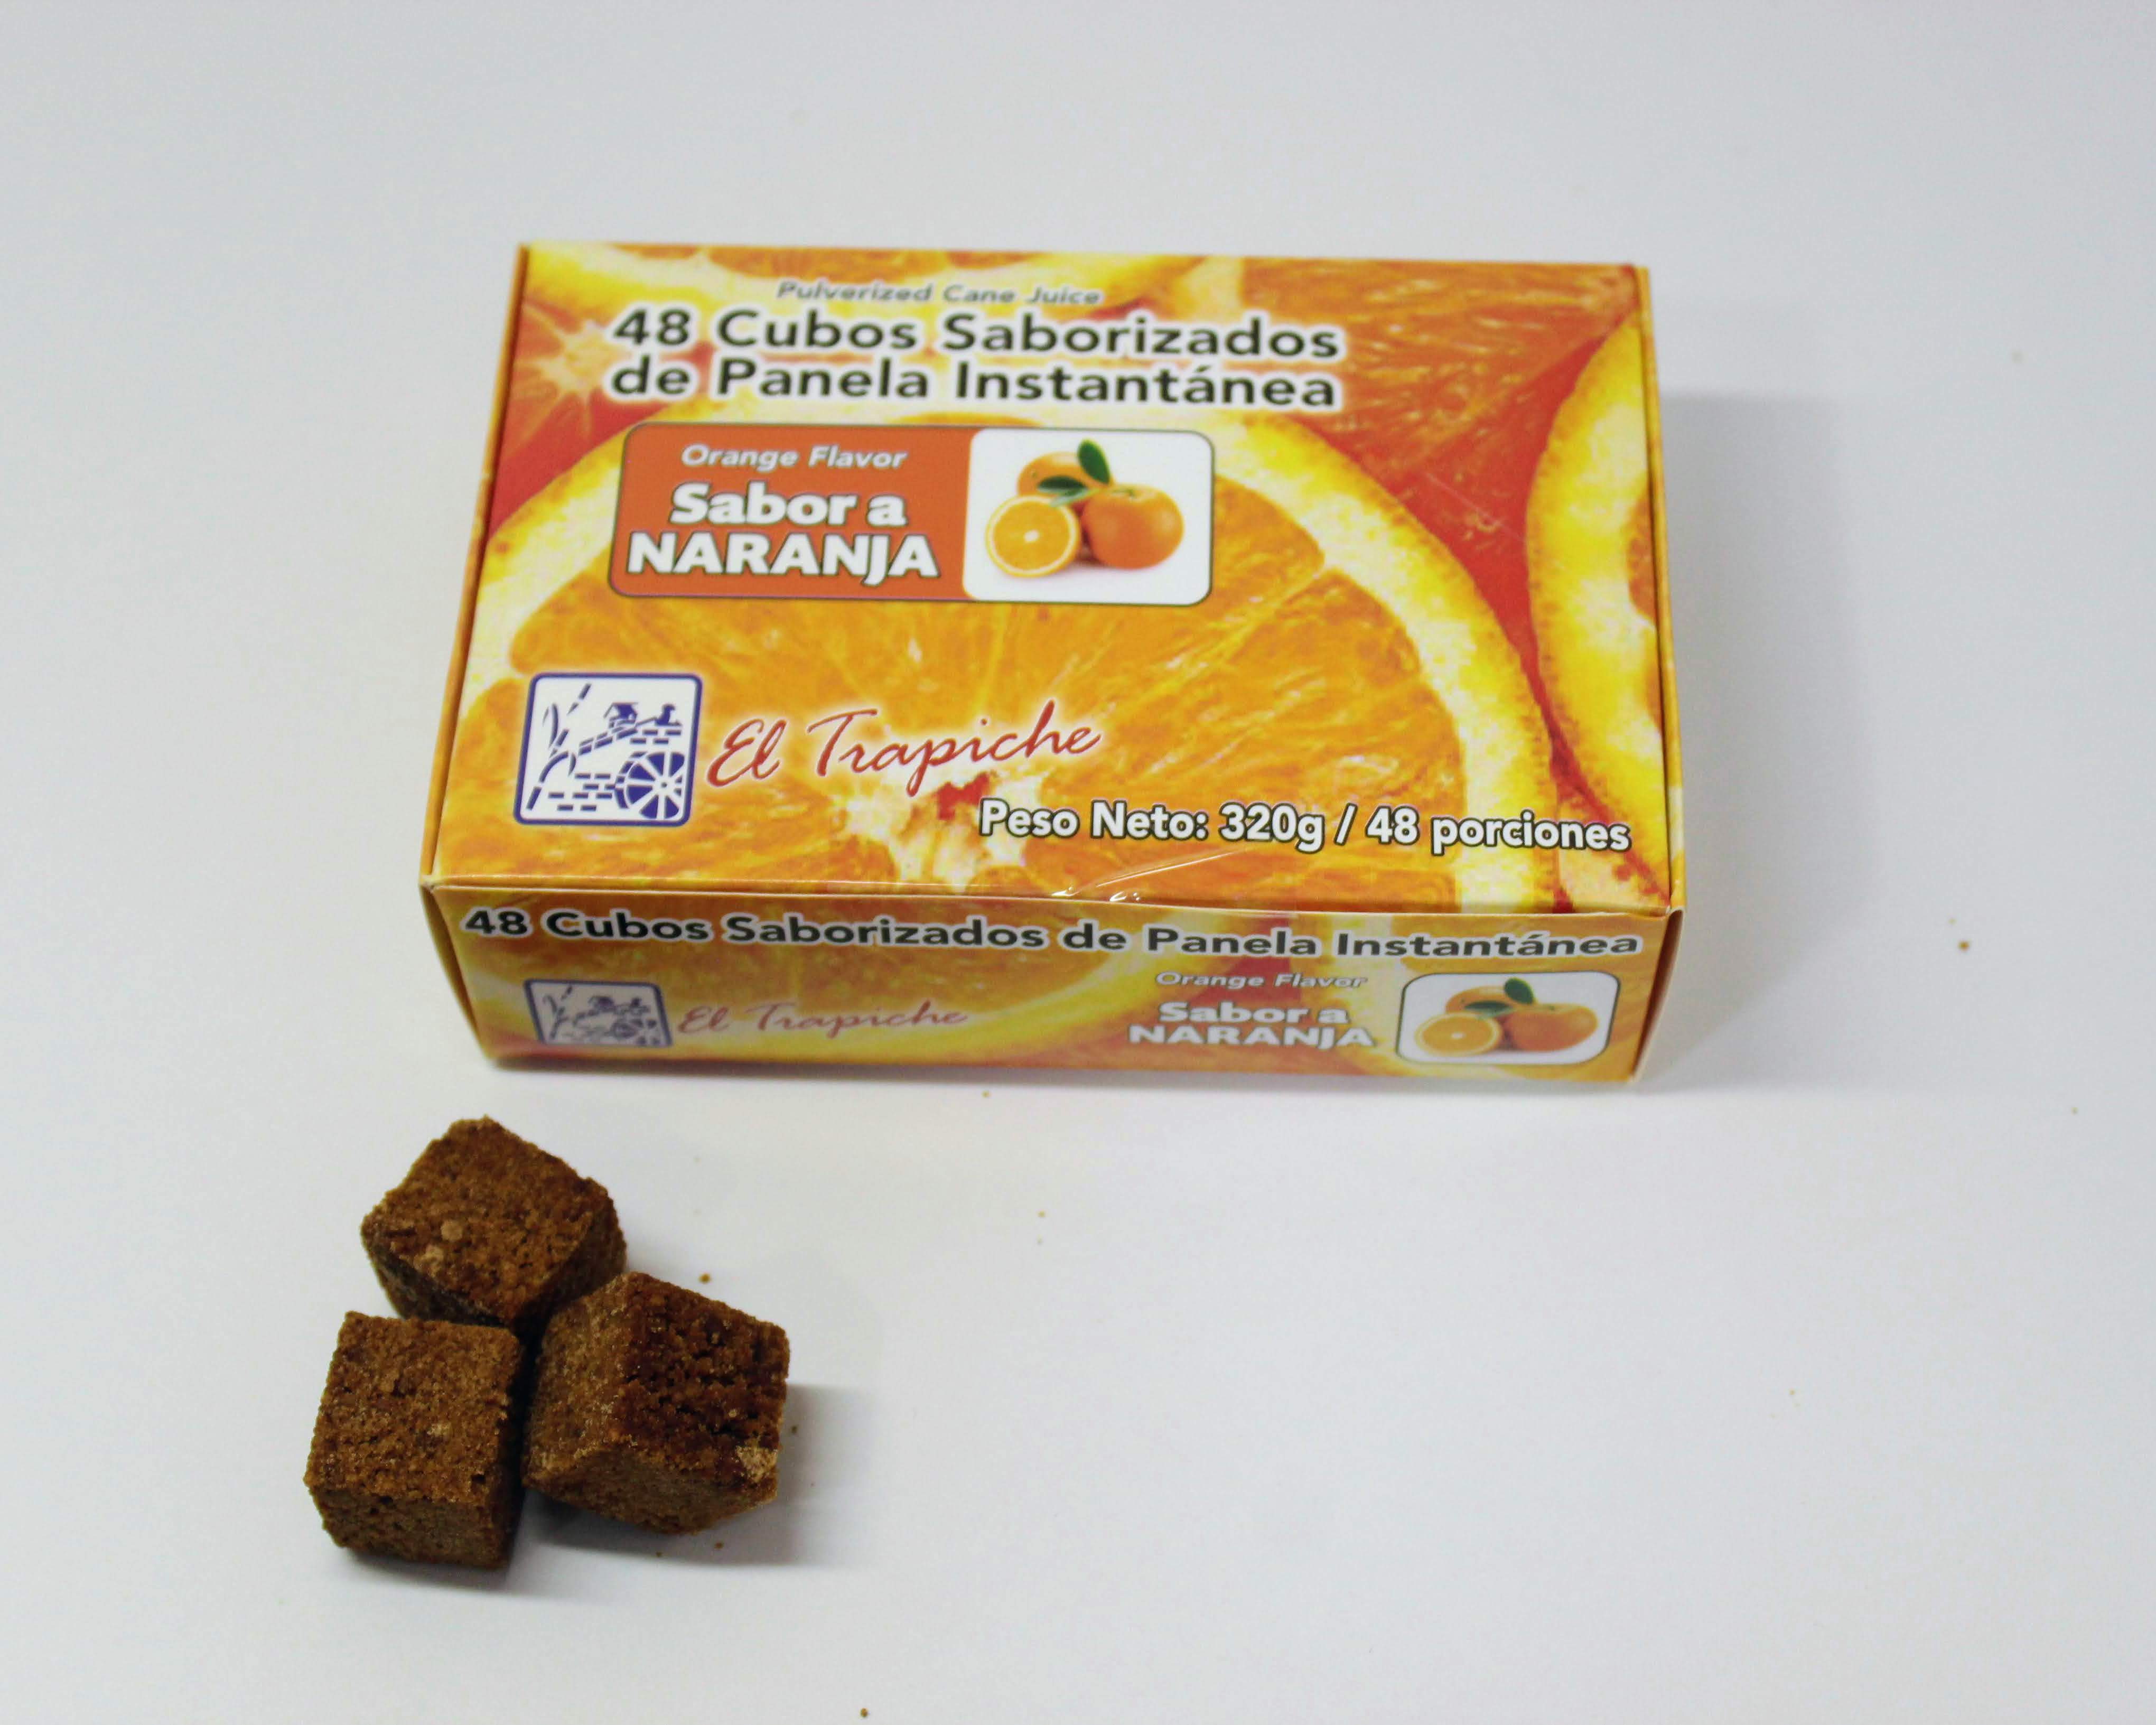 Pulverized Cane Juice
48 Cubos Saborizados
de Panela Instantánea
Orange Flavor
Sabor a
NARANJA
El Trapiche
Peso Neto: 320g / 48 porciones
48 Cubos Saborizados de Panela Instantánea
El Trapiche
Orange Flavor
Sabor a
NARANJA